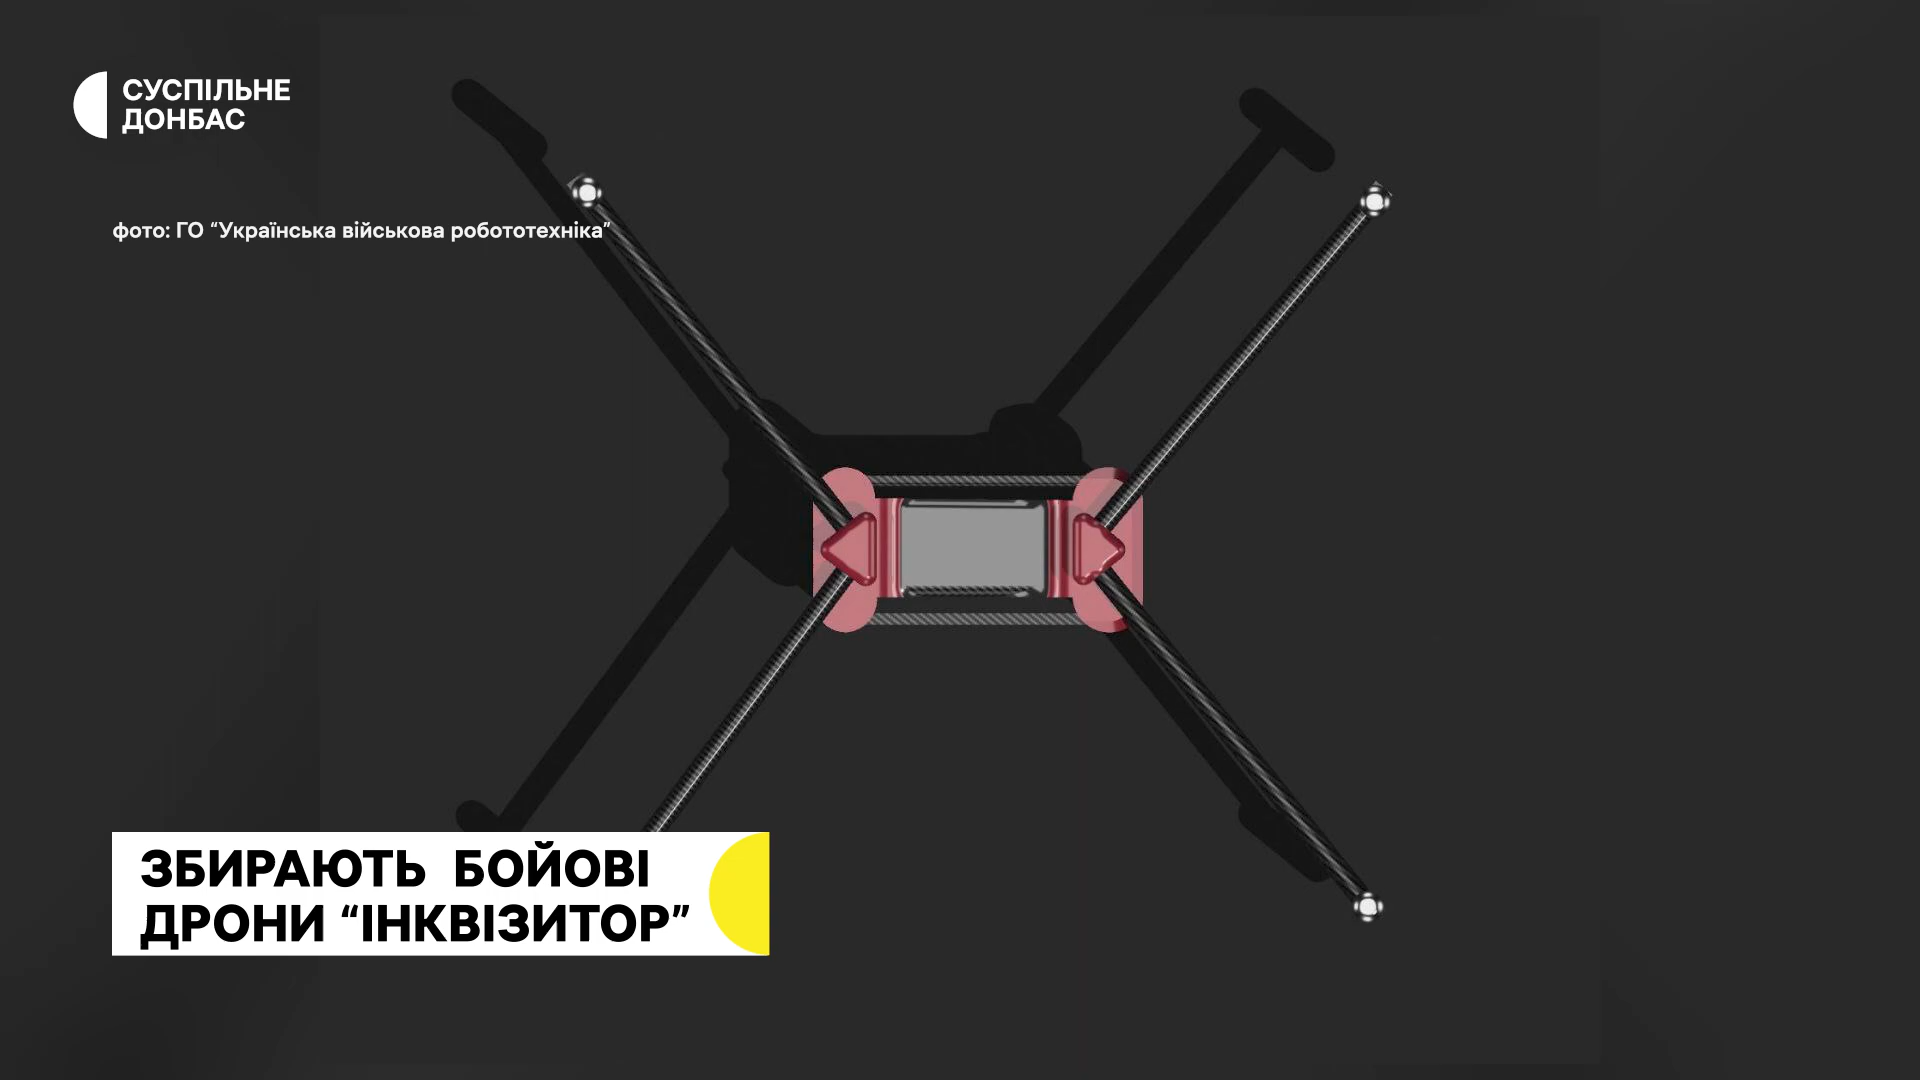 СУСПІЛЬНЕ
ДОНБАС
фото: ГО “Українська військова робототехніка”
ЗБИРАЮТЬ БОЙОВІ
ДРОНИ “ІНКВІЗИТОР”